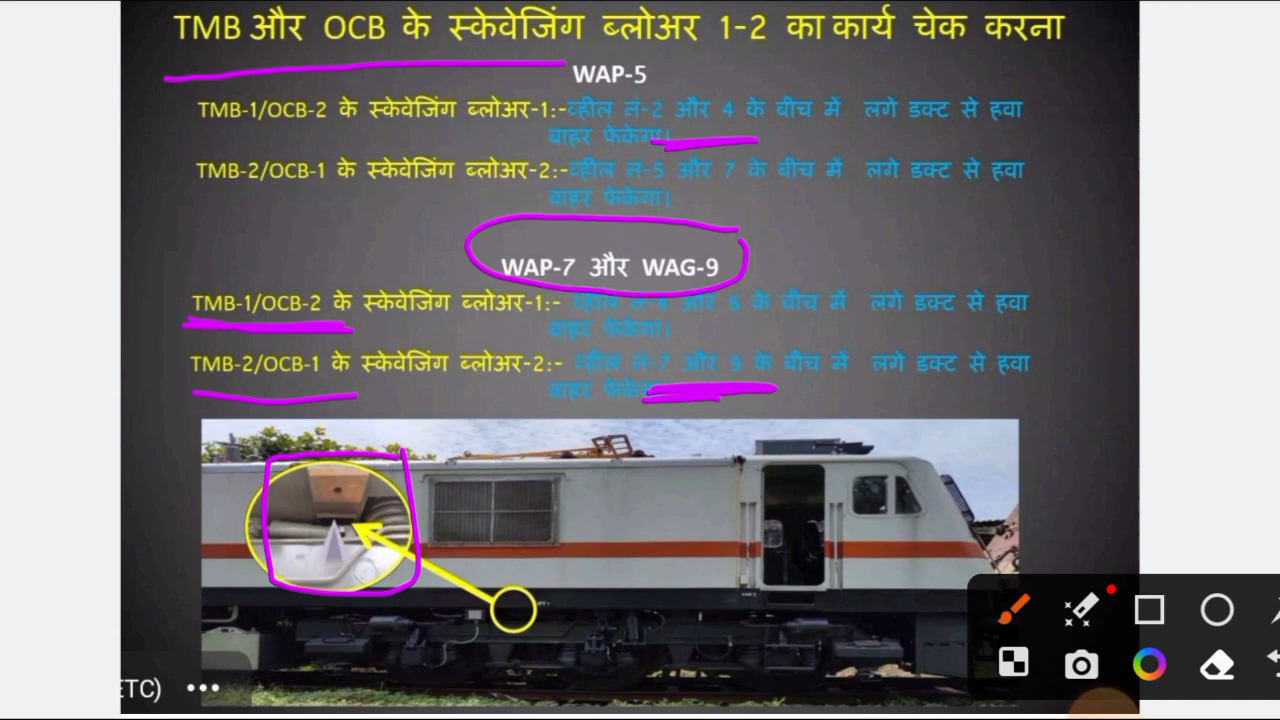 TMB और OCB के स्केवेजिंग ब्लोअर 1-2 का कार्य चेक करना
WAP-5
TMB-1/OCB-2 के स्केवेजिंग ब्लोअर-1:-व्हील नं-2 और 4 के बीच में लगे डक्ट से हवा
बाहर फेकेगा।
TMB-2/OCB-1 के स्केवेजिंग ब्लोअर-2:-व्हील नं-5 और 7 के बीच में लगे डक्ट से हवा
बाहर फेकेगा।
WAP-7 और WAG-9
TMB-1/OCB-2 के स्केवेजिंग ब्लोअर-1:- व्हील नं-4 और 6 के बीच में लगे डक्ट से हवा
बाहर फेकेगा।
TMB-2/OCB-1 के स्केवेजिंग ब्लोअर-2:- व्हील नं-7 और 9 के बीच में लगे डक्ट से हवा
बाहर
ETC)